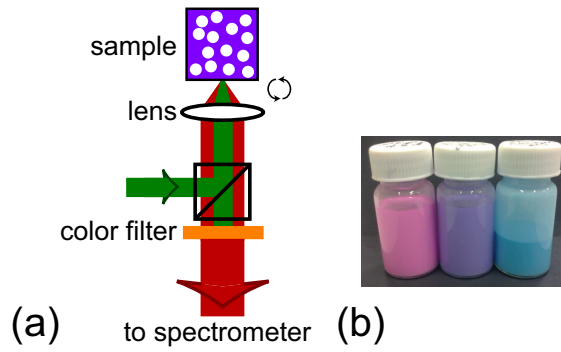 sample
lens
color filter
to spectrometer
(a)
(b)